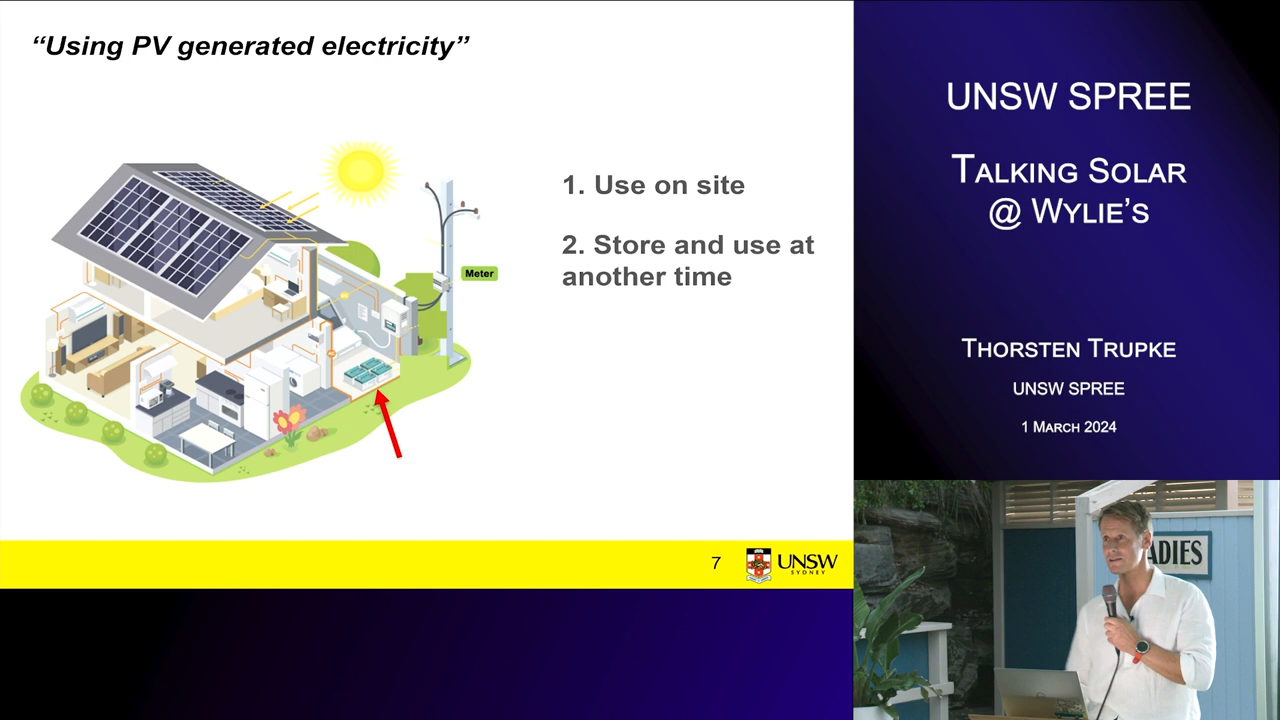 “Using PV generated electricity”
1. Use on site
2. Store and use at
another time
Meter
7
UNSW
SYDNEY
UNSW SPREE
Talking Solar
@ Wylie’s
Thorsten Trupke
UNSW SPREE
1 March 2024
ADIES